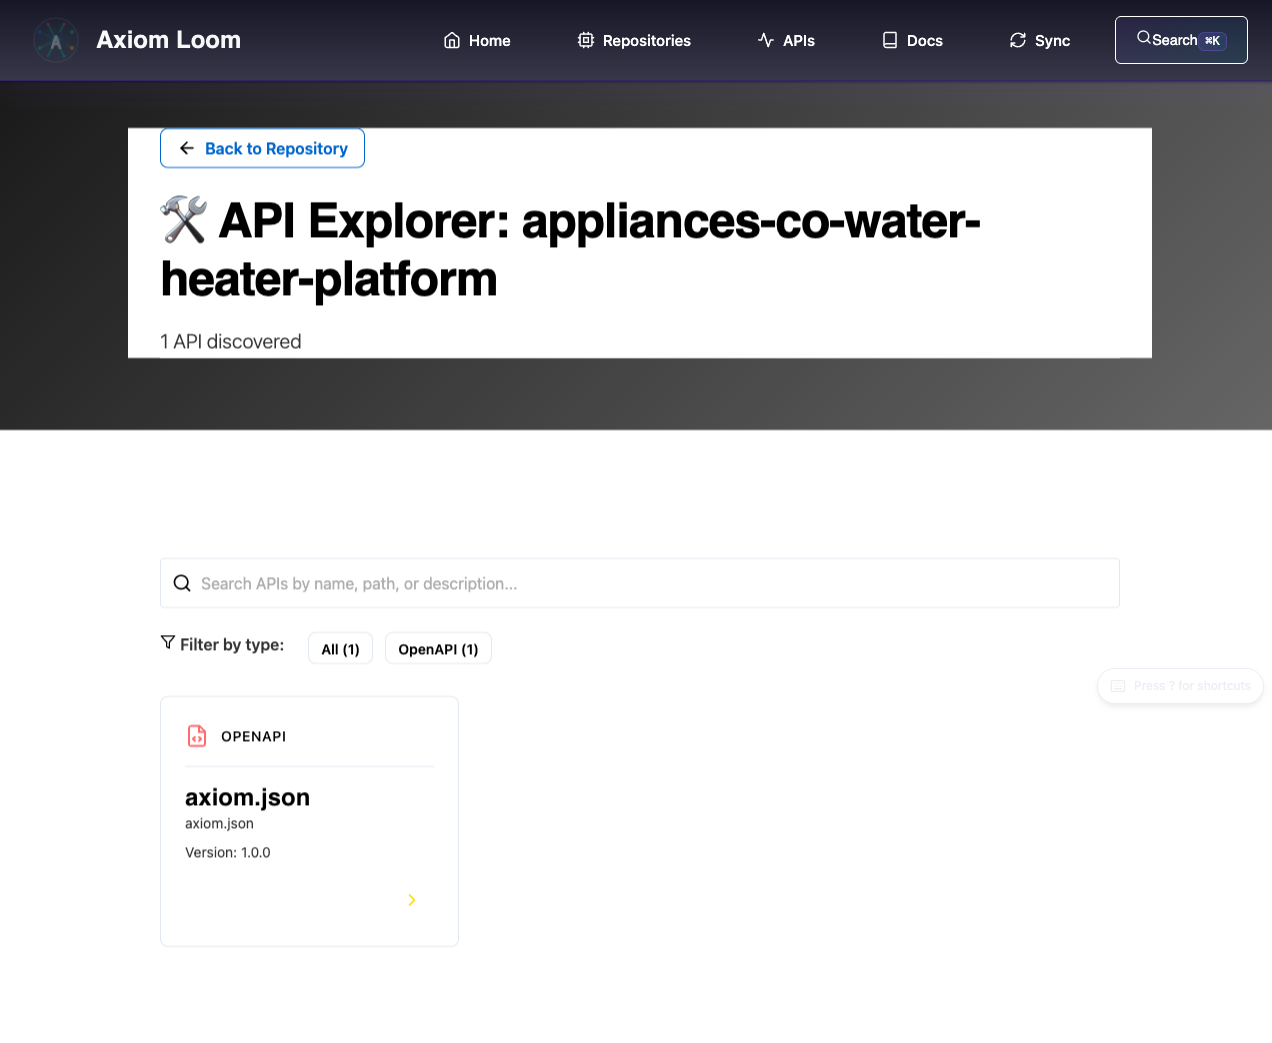 Axiom Loom
Home
Repositories
APIs
Docs
Sync
Search ⌘K
Back to Repository
🛠️ API Explorer: appliances-co-water-
heater-platform
1 API discovered
Search APIs by name, path, or description...
Filter by type:
All (1)
OpenAPI (1)
Press ? for shortcuts
OPENAPI
axiom.json
axiom.json
Version: 1.0.0